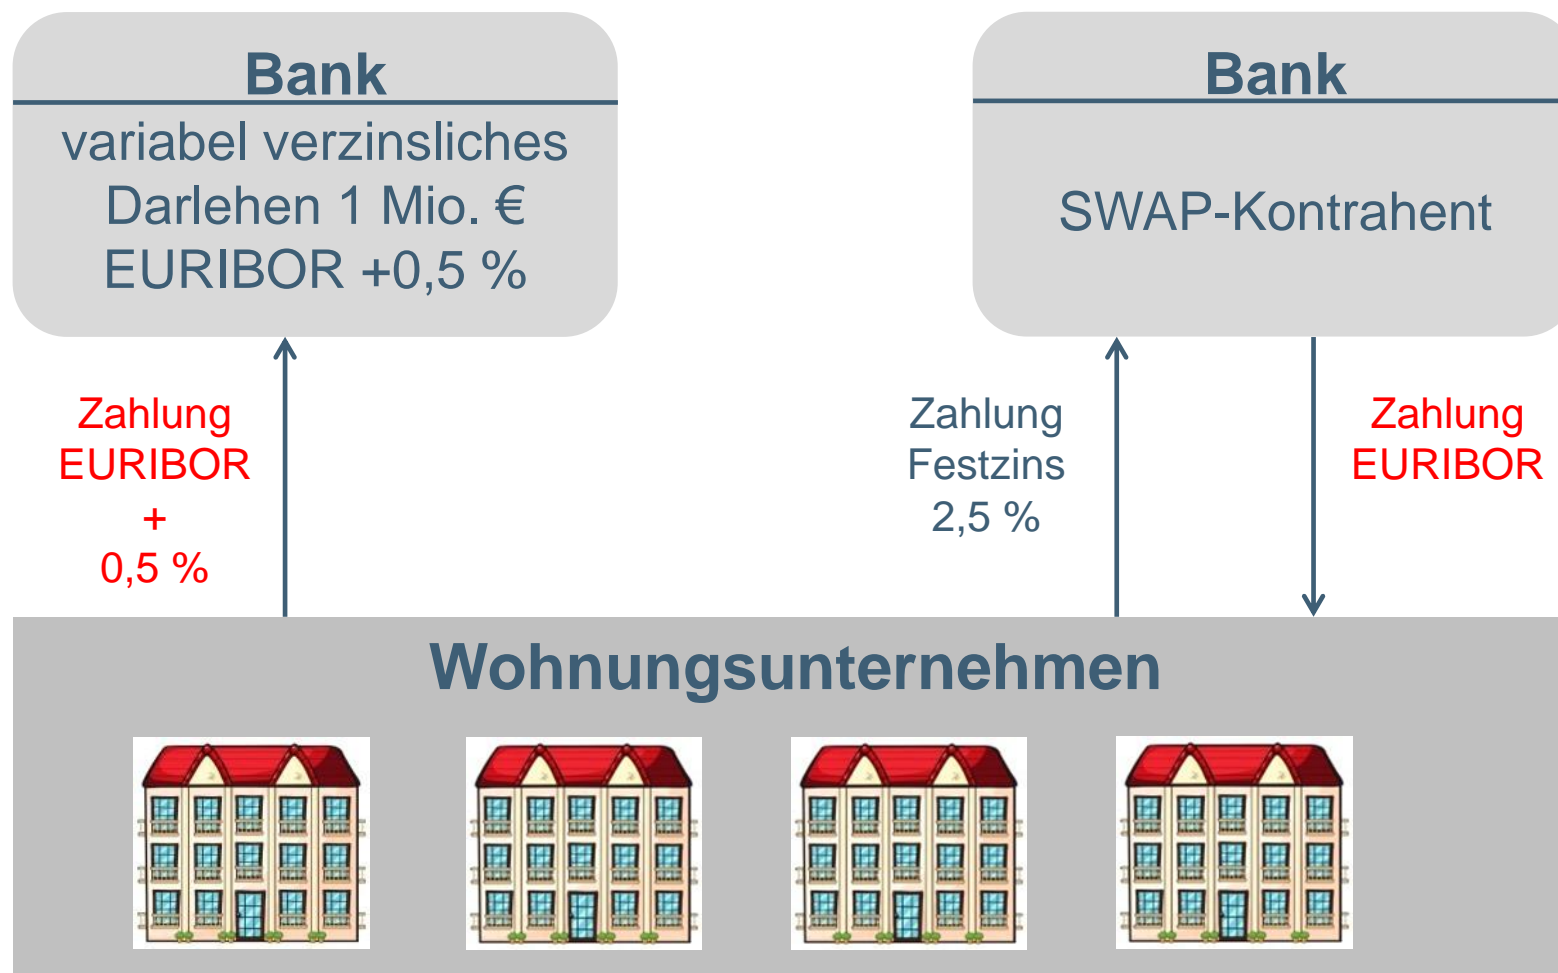 Bank
variabel verzinsliches
Darlehen 1 Mio. €
EURIBOR +0,5 %
Bank
SWAP-Kontrahent
Zahlung
EURIBOR
+
0,5 %
Zahlung
Festzins
2,5 %
Zahlung
EURIBOR
Wohnungsunternehmen